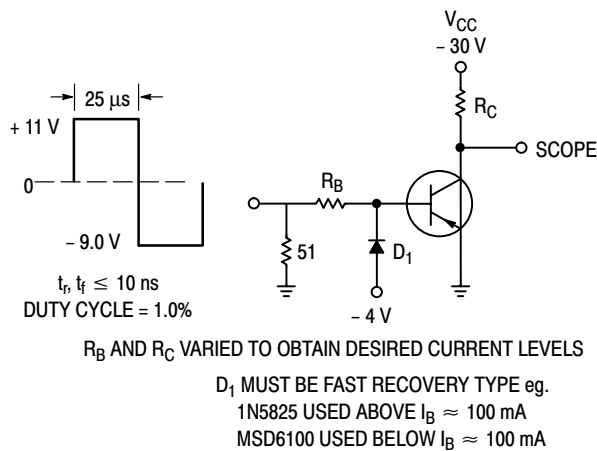 V_CC
– 30 V
25 μs
R_C
+ 11 V
SCOPE
R_B
0
51
D₁
– 9.0 V
t_r, t_f ≤ 10 ns
DUTY CYCLE = 1.0%
– 4 V
R_B AND R_C VARIED TO OBTAIN DESIRED CURRENT LEVELS
D₁ MUST BE FAST RECOVERY TYPE eg.
1N5825 USED ABOVE I_B ≈ 100 mA
MSD6100 USED BELOW I_B ≈ 100 mA